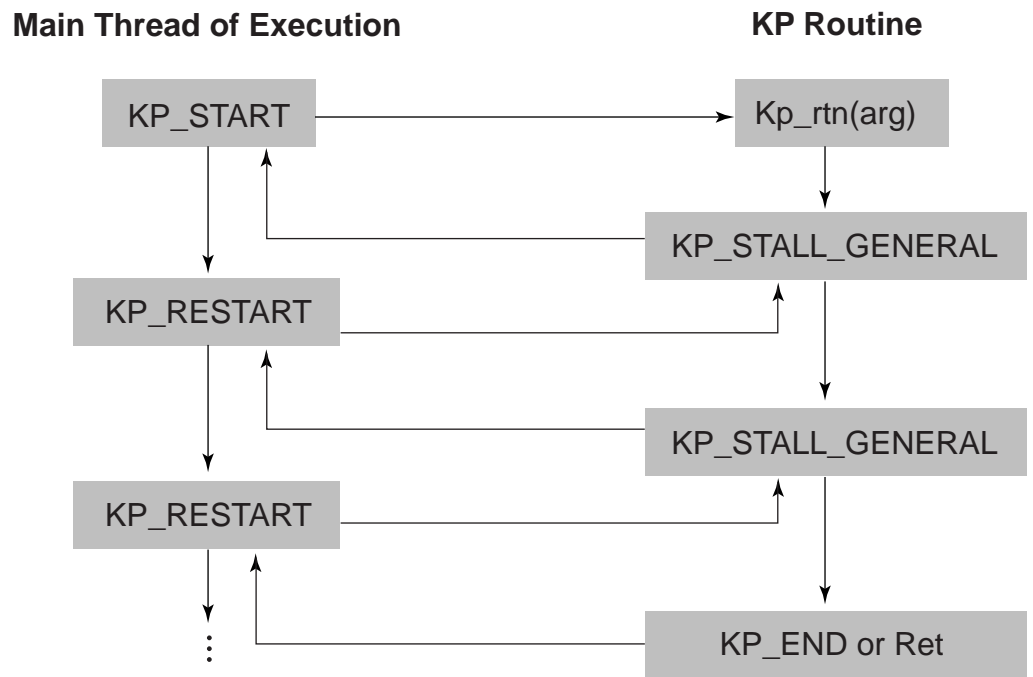 Main Thread of Execution
KP Routine
KP_START
Kp_rtn(arg)
KP_STALL_GENERAL
KP_RESTART
KP_STALL_GENERAL
KP_RESTART
KP_END or Ret